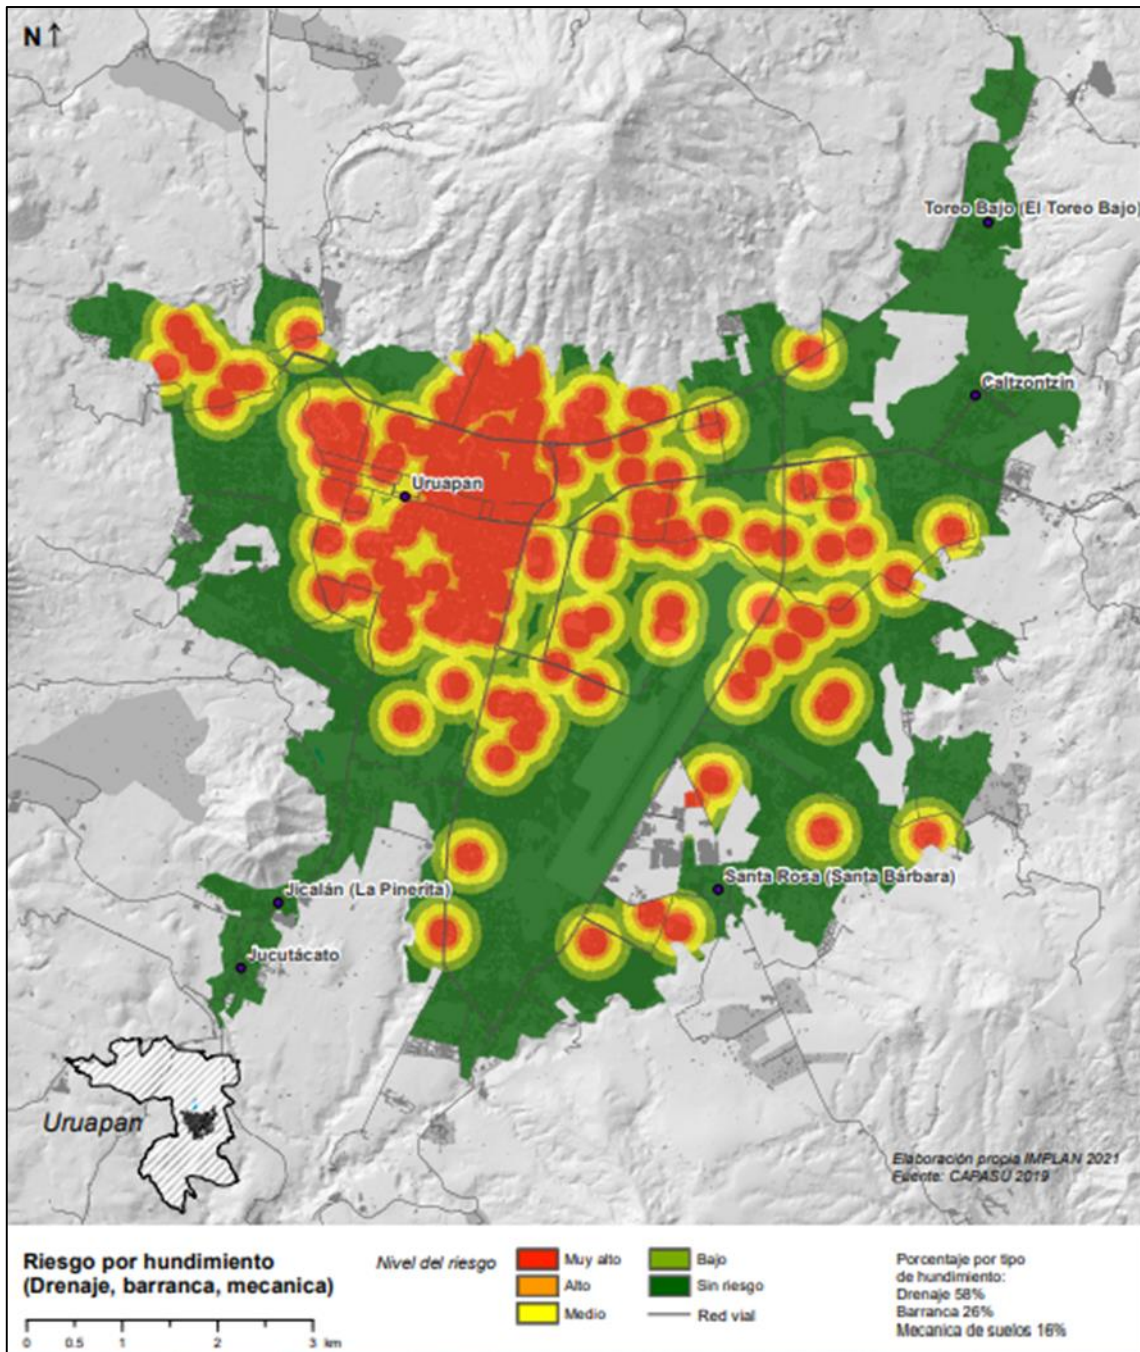 N ↑
Toreo Bajo (El Toreo Bajo)
Caltzontzin
Uruapan
Santa Rosa (Santa Bárbara)
Jicalán (La Pinerita)
Jucutácato
Uruapan
Elaboración propia IMPLAN 2021
Fuente: CAPASU 2019
Riesgo por hundimiento
(Drenaje, barranca, mecanica)
0 0.5 1 2 3 km
Nivel del riesgo
Muy alto
Alto
Medio
Bajo
Sin riesgo
Red vial
Porcentaje por tipo
de hundimiento:
Drenaje 58%
Barranca 26%
Mecanica de suelos 16%